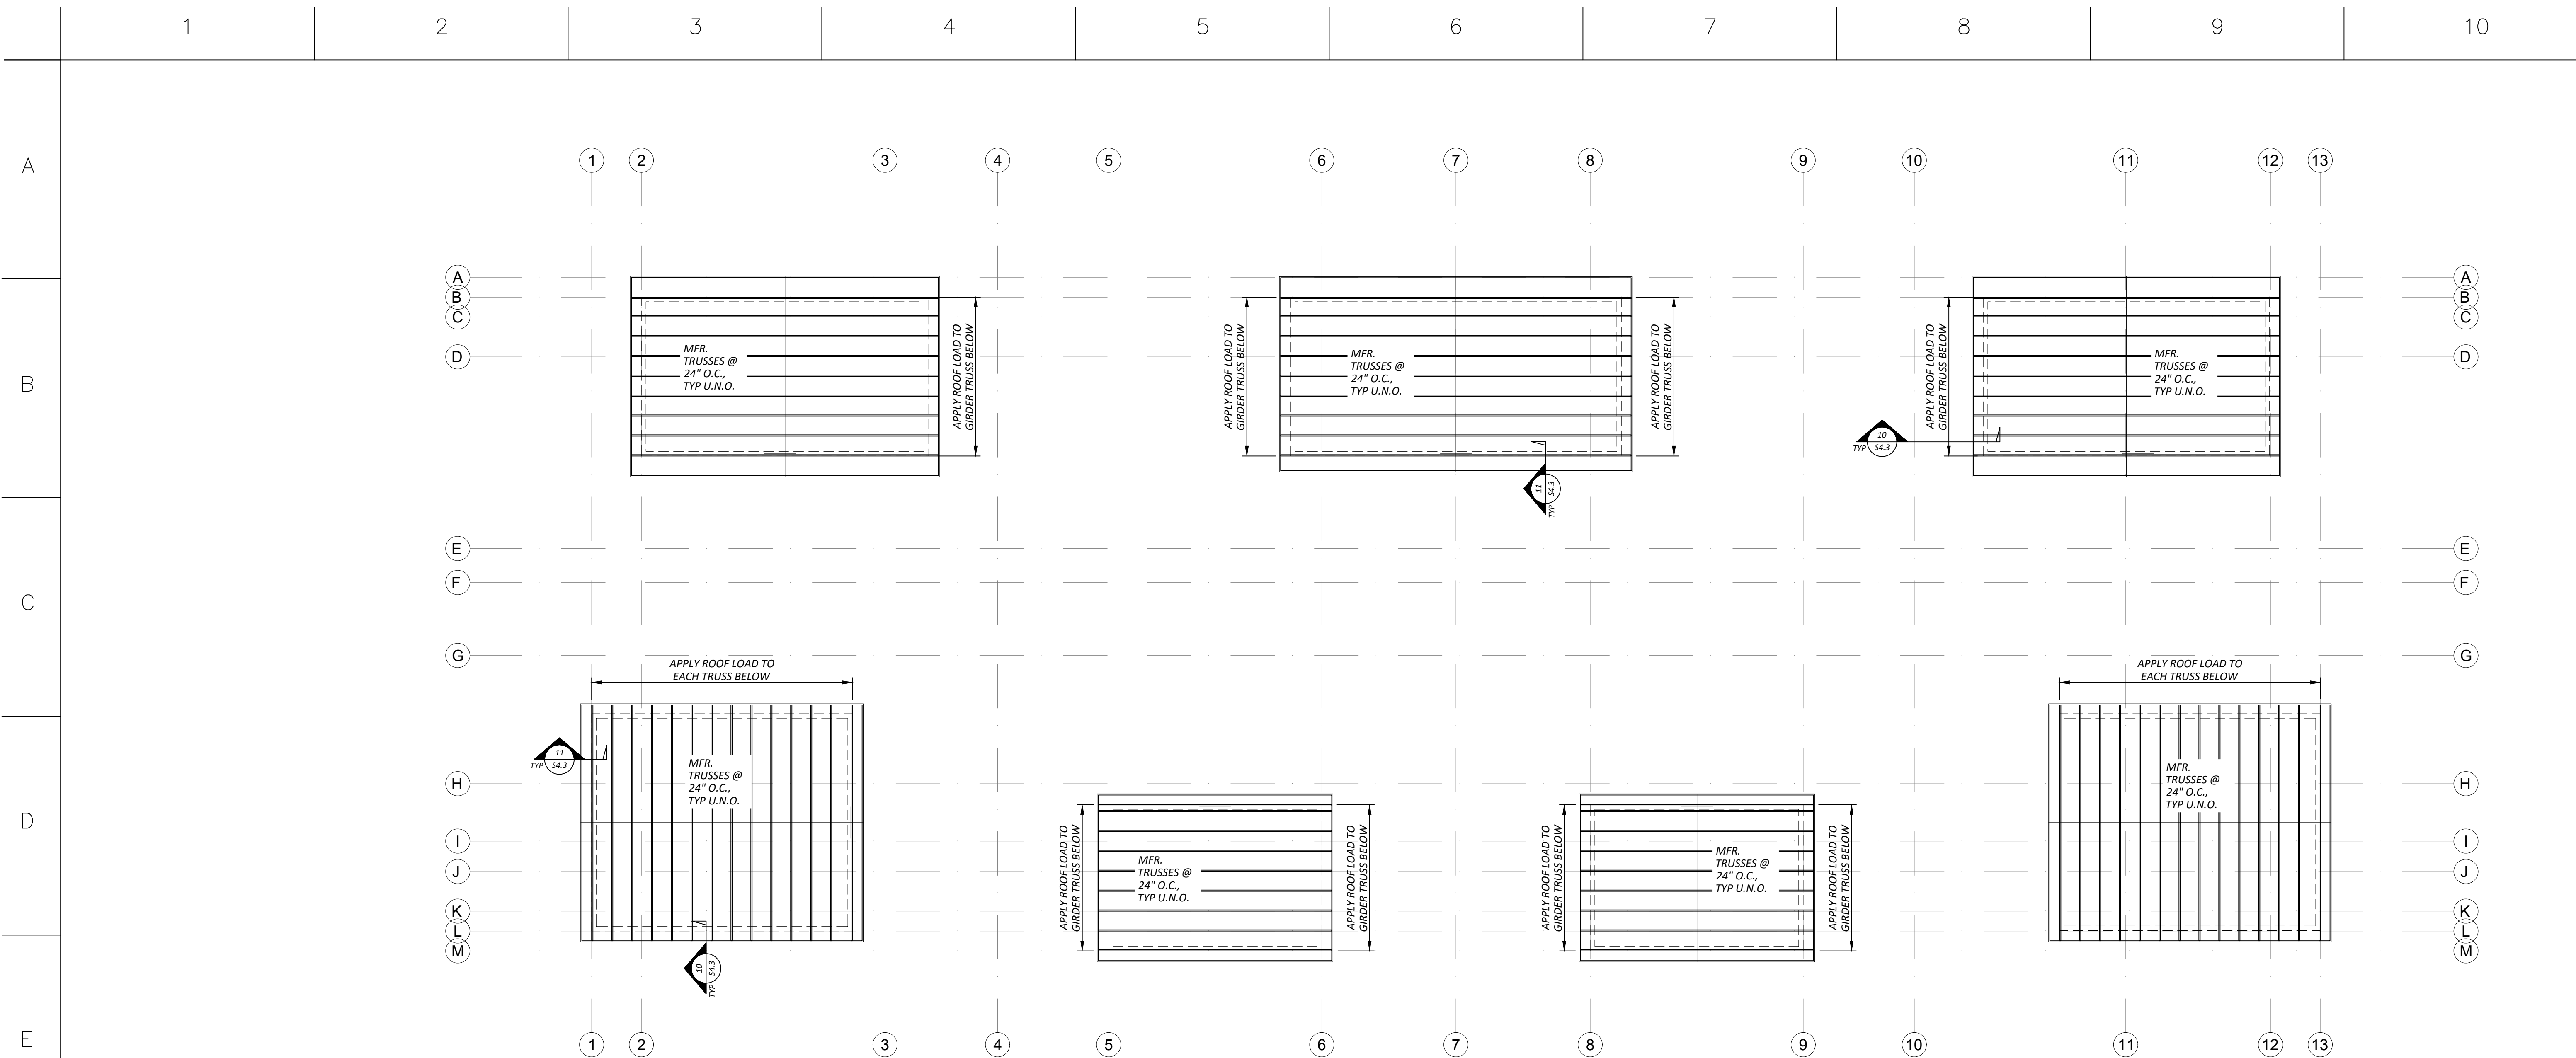 1 2 3 4 5 6 7 8 9 10
A
B
C
D
E
1 2 3 4 5 6 7 8 9 10 11 12 13
A A
B B
C C
D D
MFR.
TRUSSES @
24" O.C.,
TYP U.N.O.
APPLY ROOF LOAD TO
GIRDER TRUSS BELOW
APPLY ROOF LOAD TO
GIRDER TRUSS BELOW
MFR.
TRUSSES @
24" O.C.,
TYP U.N.O.
APPLY ROOF LOAD TO
GIRDER TRUSS BELOW
11
S4.3
TYP
10
S4.3
TYP
APPLY ROOF LOAD TO
GIRDER TRUSS BELOW
MFR.
TRUSSES @
24" O.C.,
TYP U.N.O.
E E
F F
G G
APPLY ROOF LOAD TO
EACH TRUSS BELOW
11
S4.3
TYP
MFR.
TRUSSES @
24" O.C.,
TYP U.N.O.
10
S4.3
TYP
APPLY ROOF LOAD TO
GIRDER TRUSS BELOW
MFR.
TRUSSES @
24" O.C.,
TYP U.N.O.
APPLY ROOF LOAD TO
GIRDER TRUSS BELOW
APPLY ROOF LOAD TO
GIRDER TRUSS BELOW
MFR.
TRUSSES @
24" O.C.,
TYP U.N.O.
APPLY ROOF LOAD TO
GIRDER TRUSS BELOW
APPLY ROOF LOAD TO
EACH TRUSS BELOW
MFR.
TRUSSES @
24" O.C.,
TYP U.N.O.
H H
I I
J J
K K
L L
M M
1 2 3 4 5 6 7 8 9 10 11 12 13